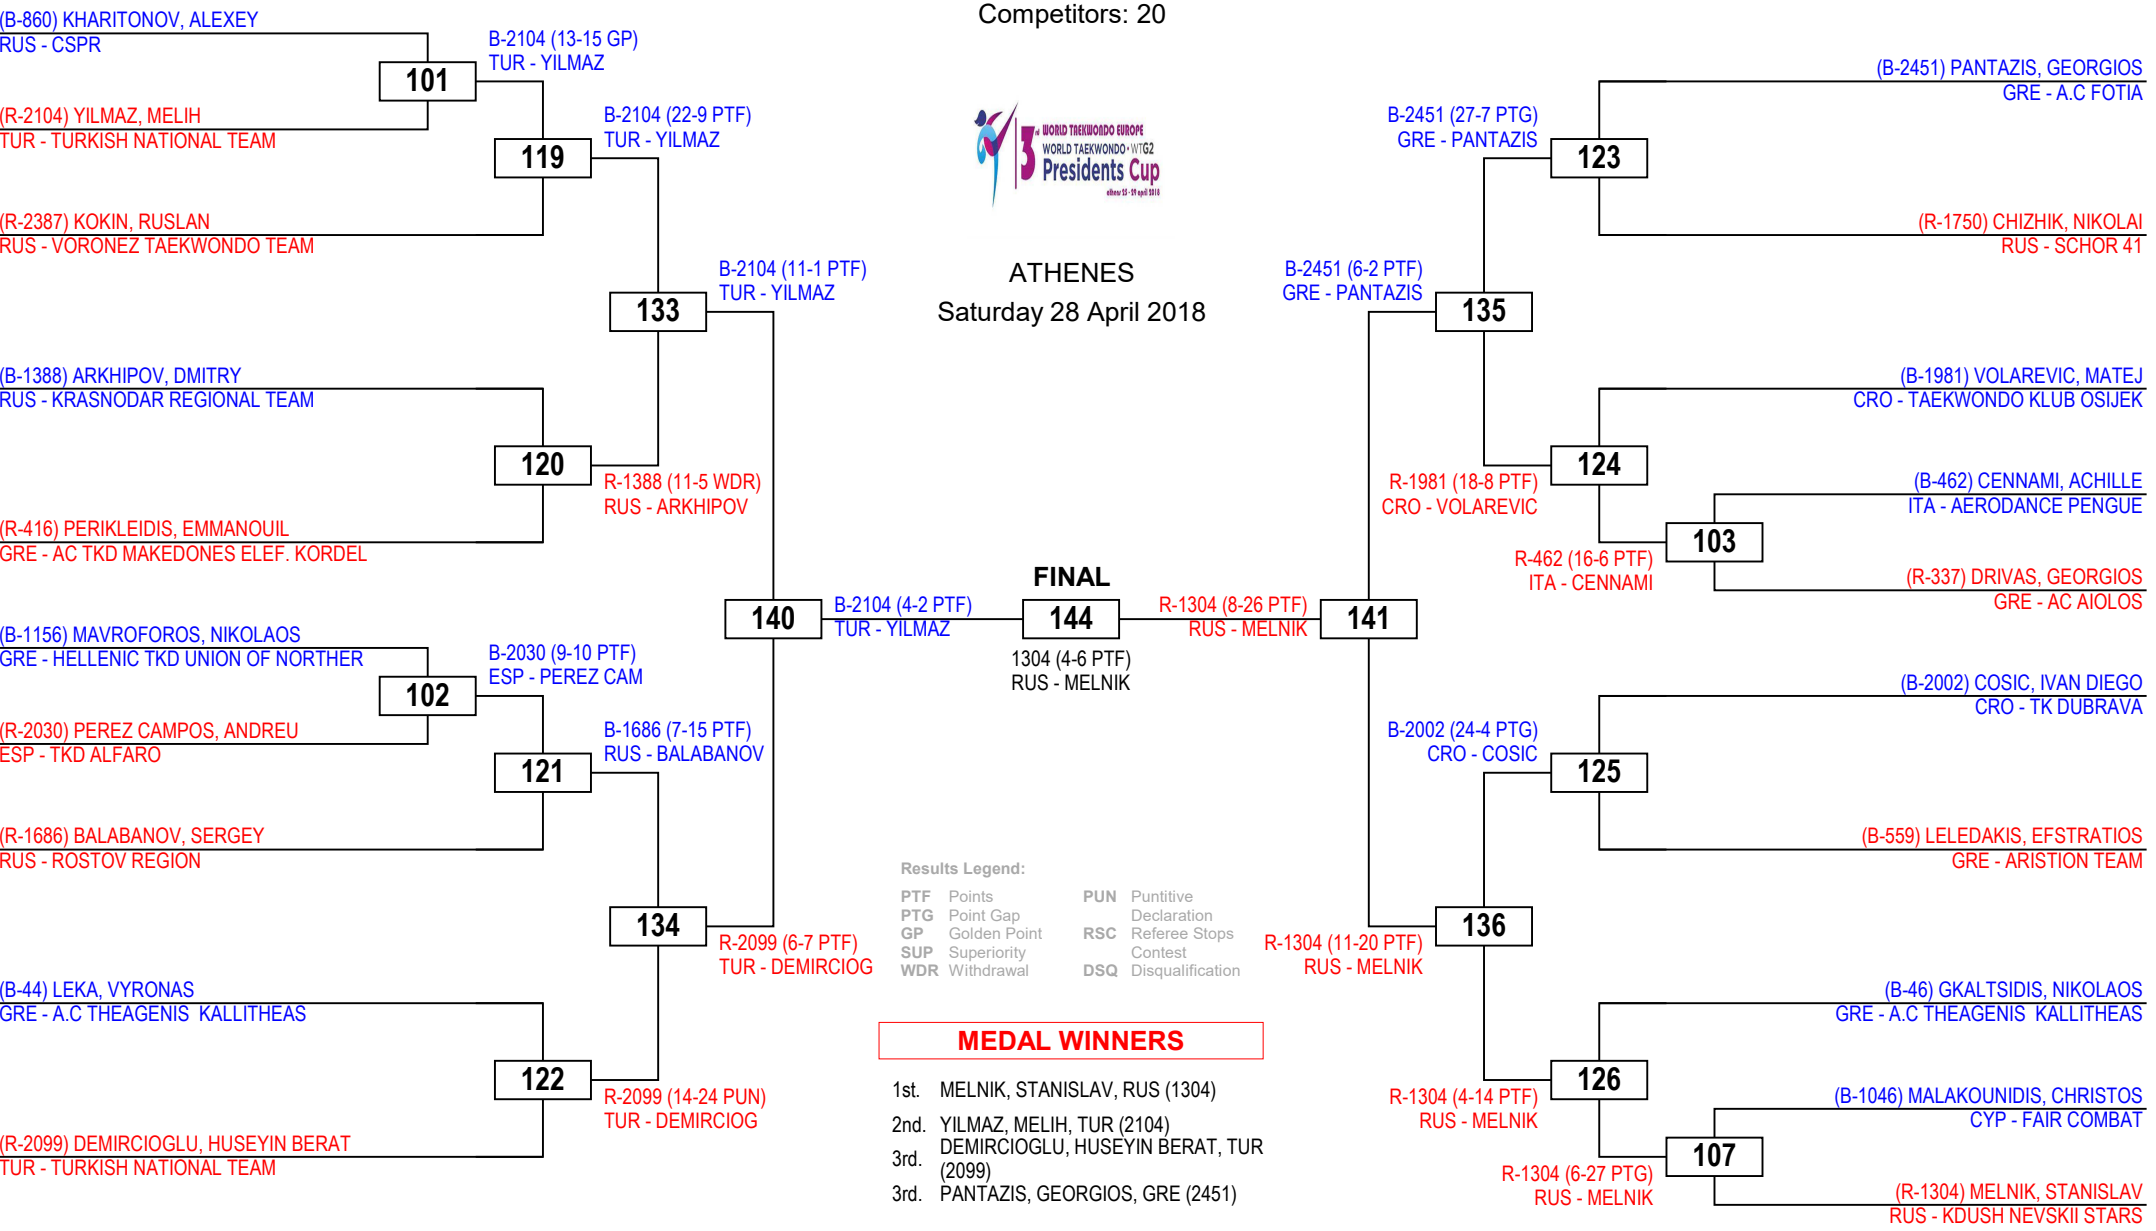 Competitors: 20
3rd WORLD TAEKWONDO EUROPE
WORLD TAEKWONDO • WTG2
Presidents Cup
athens 25 - 29 april 2018
ATHENES
Saturday 28 April 2018
(B-860) KHARITONOV, ALEXEY
RUS - CSPR
101
(R-2104) YILMAZ, MELIH
TUR - TURKISH NATIONAL TEAM
B-2104 (13-15 GP)
TUR - YILMAZ
119
(R-2387) KOKIN, RUSLAN
RUS - VORONEZ TAEKWONDO TEAM
B-2104 (22-9 PTF)
TUR - YILMAZ
133
B-2104 (11-1 PTF)
TUR - YILMAZ
(B-1388) ARKHIPOV, DMITRY
RUS - KRASNODAR REGIONAL TEAM
120
R-1388 (11-5 WDR)
RUS - ARKHIPOV
(R-416) PERIKLEIDIS, EMMANOUIL
GRE - AC TKD MAKEDONES ELEF. KORDEL
140
B-2104 (4-2 PTF)
TUR - YILMAZ
(B-1156) MAVROFOROS, NIKOLAOS
GRE - HELLENIC TKD UNION OF NORTHER
102
(R-2030) PEREZ CAMPOS, ANDREU
ESP - TKD ALFARO
B-2030 (9-10 PTF)
ESP - PEREZ CAM
121
B-1686 (7-15 PTF)
RUS - BALABANOV
(R-1686) BALABANOV, SERGEY
RUS - ROSTOV REGION
134
R-2099 (6-7 PTF)
TUR - DEMIRCIOG
(B-44) LEKA, VYRONAS
GRE - A.C THEAGENIS  KALLITHEAS
122
R-2099 (14-24 PUN)
TUR - DEMIRCIOG
(R-2099) DEMIRCIOGLU, HUSEYIN BERAT
TUR - TURKISH NATIONAL TEAM
FINAL
144
1304 (4-6 PTF)
RUS - MELNIK
(B-2451) PANTAZIS, GEORGIOS
GRE - A.C FOTIA
B-2451 (27-7 PTG)
GRE - PANTAZIS
123
(R-1750) CHIZHIK, NIKOLAI
RUS - SCHOR 41
B-2451 (6-2 PTF)
GRE - PANTAZIS
135
(B-1981) VOLAREVIC, MATEJ
CRO - TAEKWONDO KLUB OSIJEK
124
R-1981 (18-8 PTF)
CRO - VOLAREVIC
(B-462) CENNAMI, ACHILLE
ITA - AERODANCE PENGUE
103
R-462 (16-6 PTF)
ITA - CENNAMI
(R-337) DRIVAS, GEORGIOS
GRE - AC AIOLOS
R-1304 (8-26 PTF)
RUS - MELNIK
141
(B-2002) COSIC, IVAN DIEGO
CRO - TK DUBRAVA
B-2002 (24-4 PTG)
CRO - COSIC
125
(B-559) LELEDAKIS, EFSTRATIOS
GRE - ARISTION TEAM
136
R-1304 (11-20 PTF)
RUS - MELNIK
(B-46) GKALTSIDIS, NIKOLAOS
GRE - A.C THEAGENIS  KALLITHEAS
126
R-1304 (4-14 PTF)
RUS - MELNIK
(B-1046) MALAKOUNIDIS, CHRISTOS
CYP - FAIR COMBAT
107
R-1304 (6-27 PTG)
RUS - MELNIK
(R-1304) MELNIK, STANISLAV
RUS - KDUSH NEVSKII STARS
Results Legend:
PTF Points
PTG Point Gap
GP Golden Point
SUP Superiority
WDR Withdrawal
PUN Puntitive
Declaration
RSC Referee Stops
Contest
DSQ Disqualification
MEDAL WINNERS
1st. MELNIK, STANISLAV, RUS (1304)
2nd. YILMAZ, MELIH, TUR (2104)
3rd. DEMIRCIOGLU, HUSEYIN BERAT, TUR
(2099)
3rd. PANTAZIS, GEORGIOS, GRE (2451)